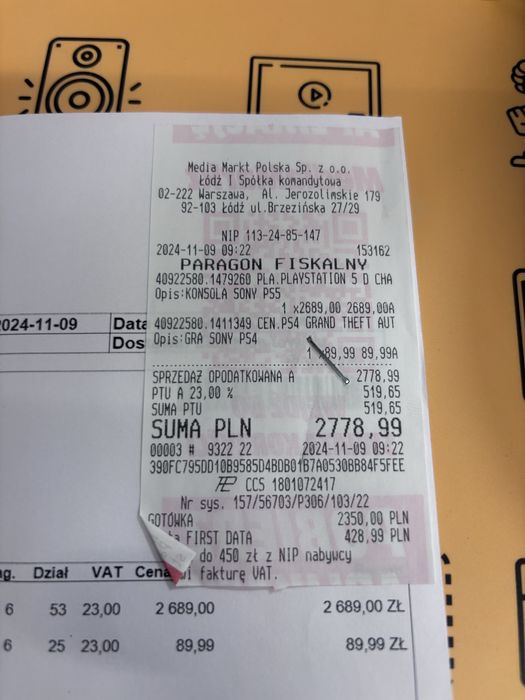 Media Markt Polska Sp. z o.o.
Łódź I Spółka komandytowa
02-222 Warszawa, Al. Jerozolimskie 179
92-103 Łódź ul.Brzezińska 27/29
NIP 113-24-85-147
2024-11-09 09:22 153162
PARAGON FISKALNY
40922580.1479260 PLA.PLAYSTATION 5 D CHA
Opis:KONSOLA SONY PS5
1 x2689,00 2689,00A
2024-11-09 Data
40922580.1411349 CEN.PS4 GRAND THEFT AUT
Dos
Opis:GRA SONY PS4
1 x89,99 89,99A
SPRZEDAŻ OPODATKOWANA A 2778,99
PTU A 23,00 % 519,65
SUMA PTU 519,65
SUMA PLN 2778,99
00003 # 9322 22 2024-11-09 09:22
390FC795DD10B9585D4BDB01B7A0530BB84F5FEE
CCS 1801072417
Nr sys. 157/56703/P306/103/22
GOTÓWKA 2350,00 PLN
FIRST DATA 428,99 PLN
do 450 zł z NIP nabywcy
fakturę VAT.
Dział VAT Cena
6 53 23,00 2 689,00 2 689,00 ZŁ
6 25 23,00 89,99 89,99 ZŁ